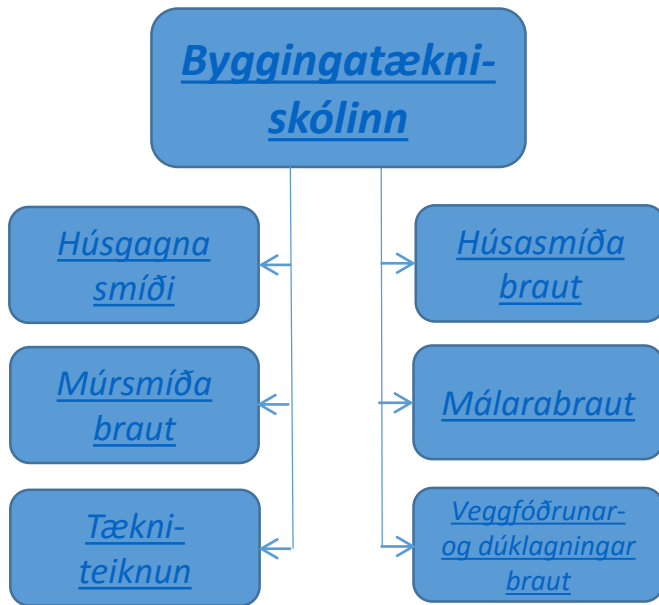 Byggingatækni-
skólinn
Húsgagna
smíði
Húsasmíða
braut
Múrsmíða
braut
Málarabraut
Tækni-
teiknun
Veggfóðrunar-
og dúklagningar
braut